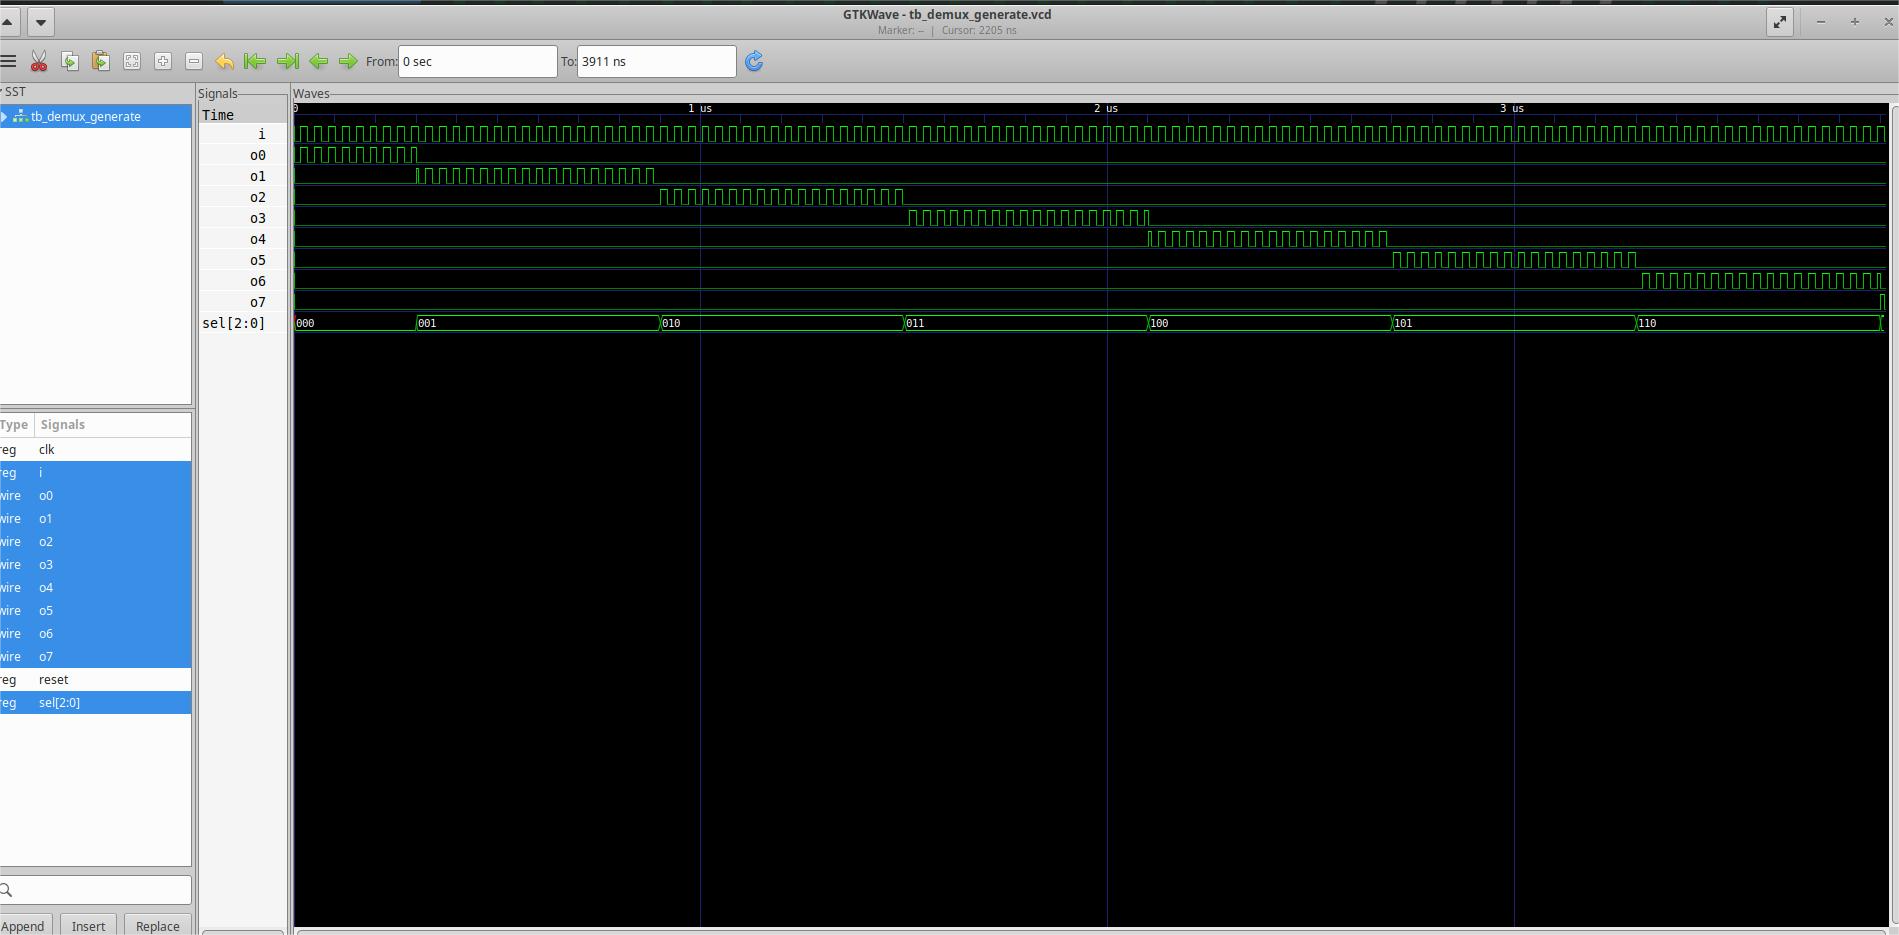 GTKWave - tb_demux_generate.vcd
Marker: -- | Cursor: 2205 ns
From: 0 sec To: 3911 ns
SST
tb_demux_generate
Type Signals
reg clk
reg i
wire o0
wire o1
wire o2
wire o3
wire o4
wire o5
wire o6
wire o7
reg reset
reg sel[2:0]
Append Insert Replace
Signals
Time
i
o0
o1
o2
o3
o4
o5
o6
o7
sel[2:0]
Waves
0 1 us 2 us 3 us
000 001 010 011 100 101 110